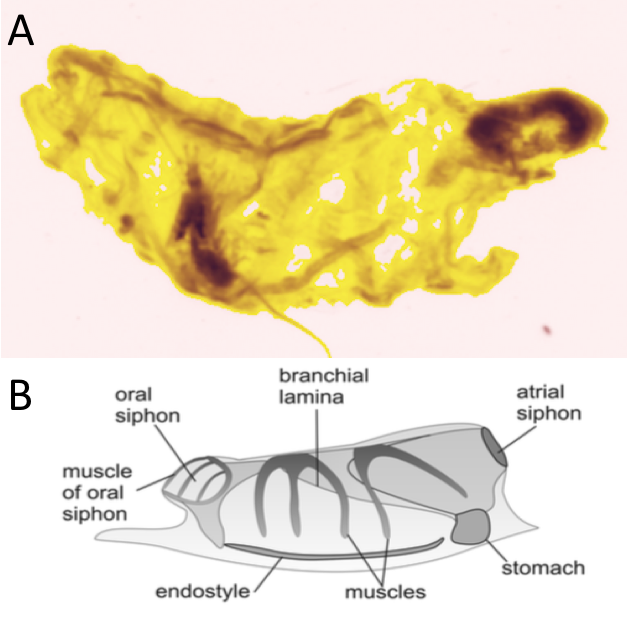 A
B
branchial
lamina
oral
siphon
atrial
siphon
muscle
of oral
siphon
stomach
endostyle
muscles